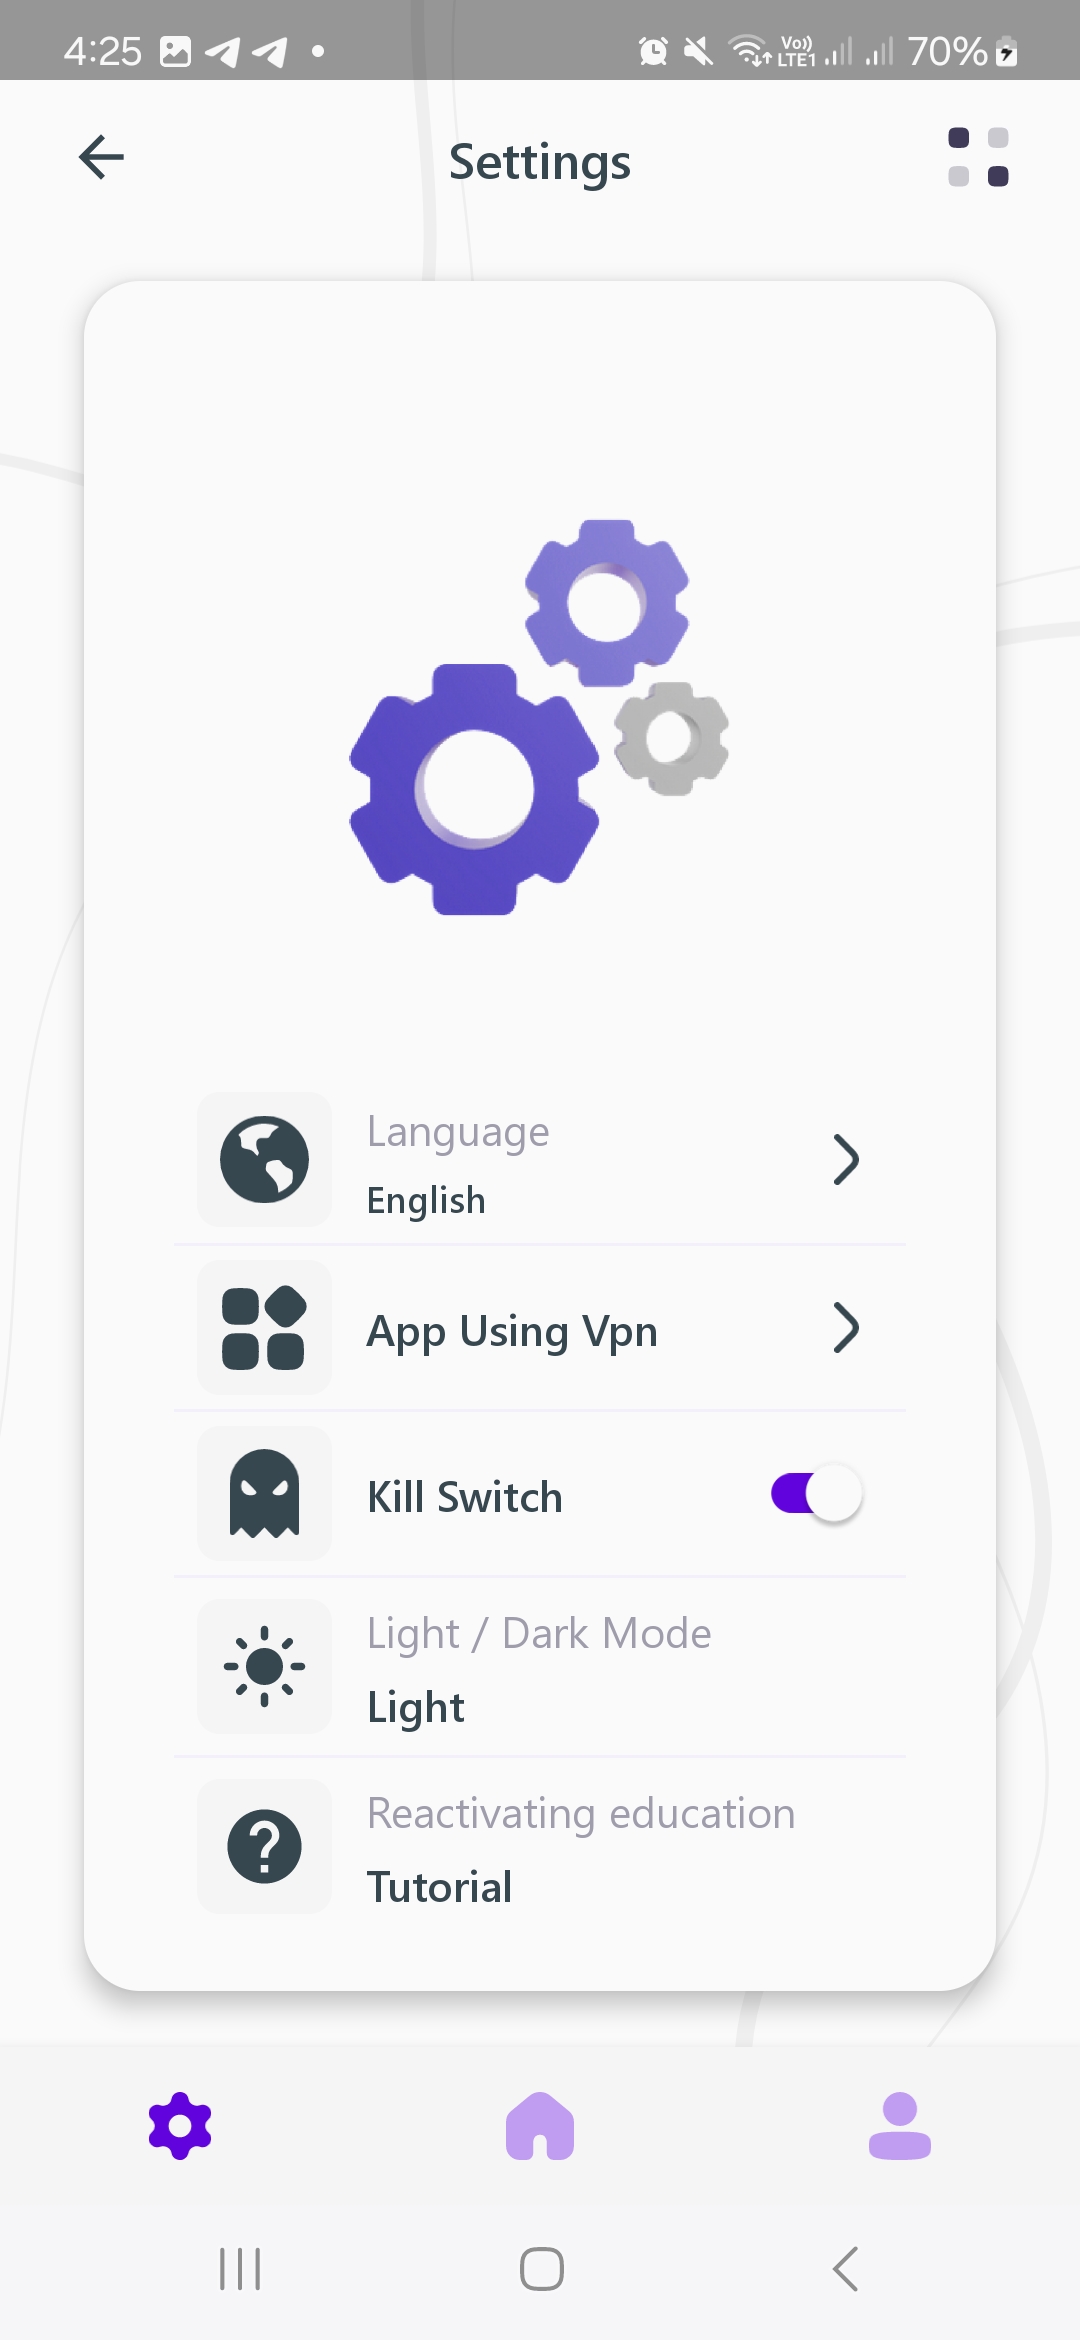 4:25
Vo)) LTE1 70%
Settings
Language
English
App Using Vpn
Kill Switch
Light / Dark Mode
Light
Reactivating education
Tutorial